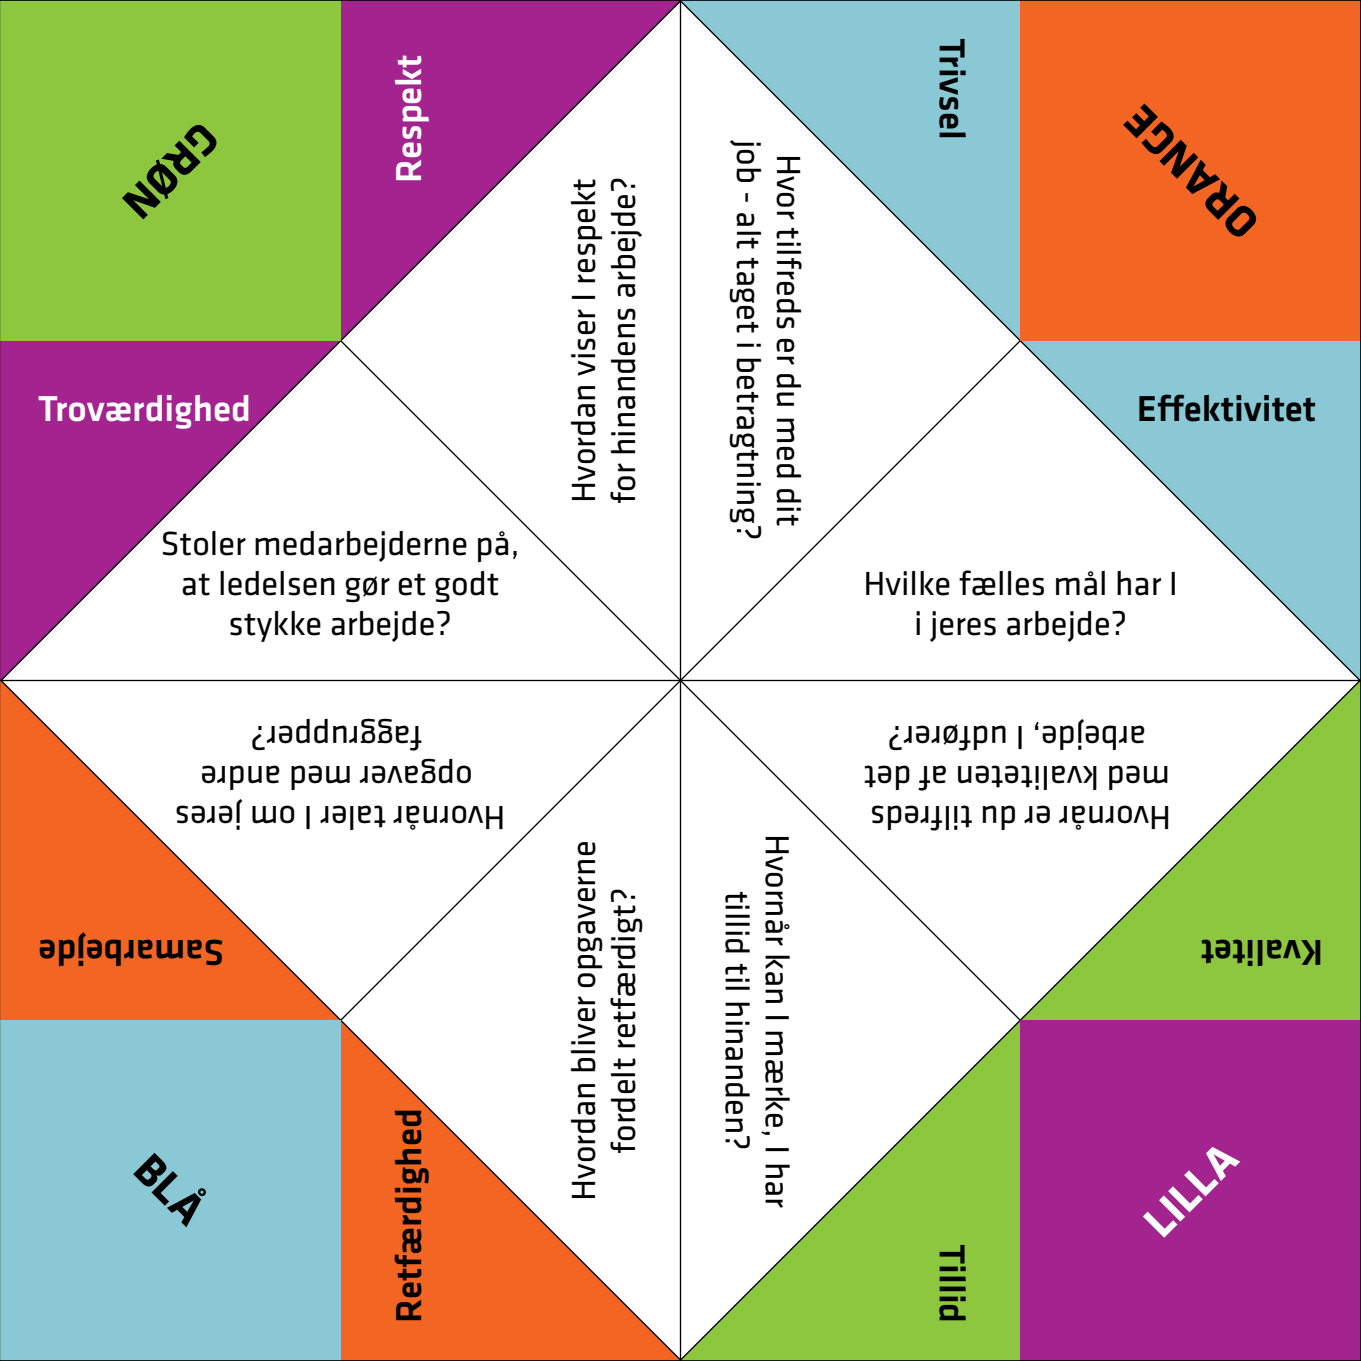 GRØN
Respekt
Trivsel
ORANGE
Troværdighed
Effektivitet
Hvordan viser I respekt
for hinandens arbejde?
Hvor tilfreds er du med dit
job - alt taget i betragtning?
Stoler medarbejderne på,
at ledelsen gør et godt
stykke arbejde?
Hvilke fælles mål har I
i jeres arbejde?
Hvornår taler I om jeres
opgaver med andre
faggrupper?
Hvornår er du tilfreds
med kvaliteten af det
arbejde, I udfører?
Samarbejde
Kvalitet
Hvordan bliver opgaverne
fordelt retfærdigt?
Hvornår kan I mærke, I har
tillid til hinanden?
BLÅ
Retfærdighed
Tillid
LILLA